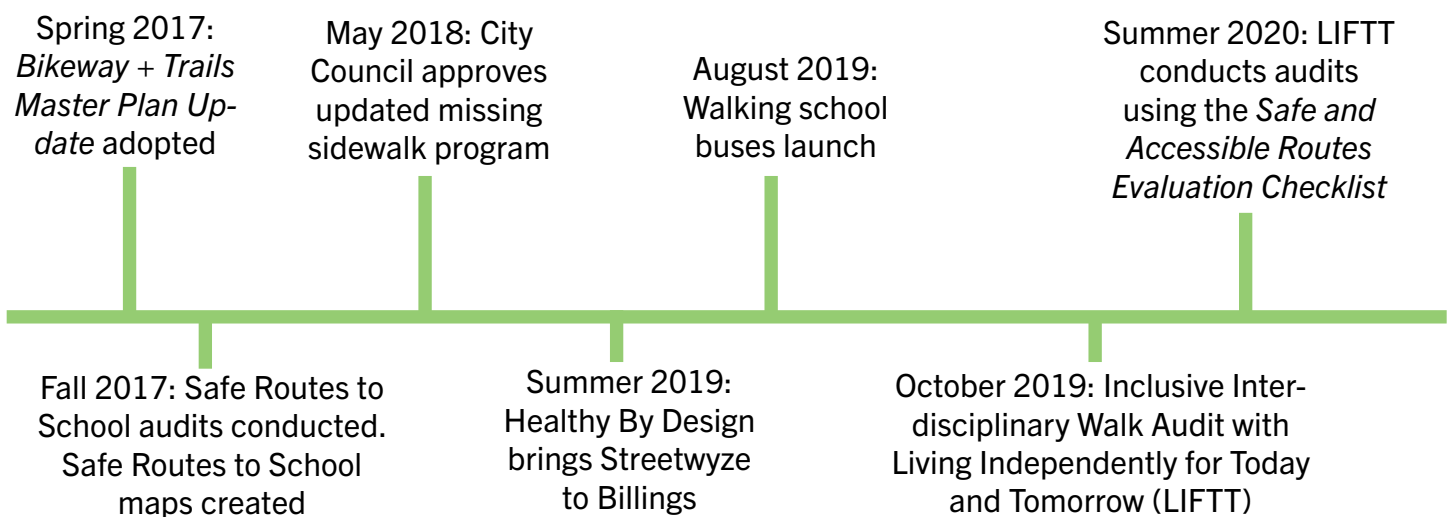 Spring 2017:
Bikeway + Trails
Master Plan Up-
date adopted
May 2018: City
Council approves
updated missing
sidewalk program
August 2019:
Walking school
buses launch
Summer 2020: LIFTT
conducts audits
using the Safe and
Accessible Routes
Evaluation Checklist
Fall 2017: Safe Routes to
School audits conducted.
Safe Routes to School
maps created
Summer 2019:
Healthy By Design
brings Streetwyze
to Billings
October 2019: Inclusive Inter-
disciplinary Walk Audit with
Living Independently for Today
and Tomorrow (LIFTT)